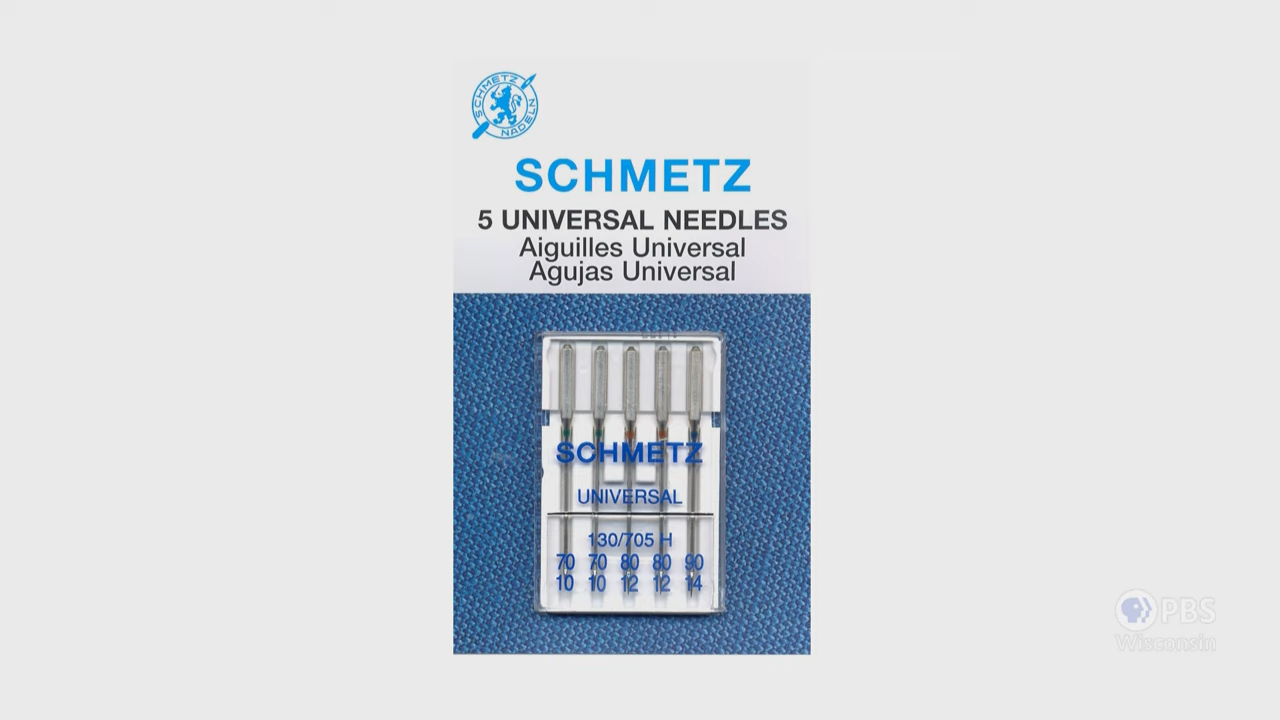 SCHMETZ
NADELN
SCHMETZ
5 UNIVERSAL NEEDLES
Aiguilles Universal
Agujas Universal
SCHMETZ
UNIVERSAL
130/705 H
70 70 80 80 90
10 10 12 12 14
PBS
Wisconsin